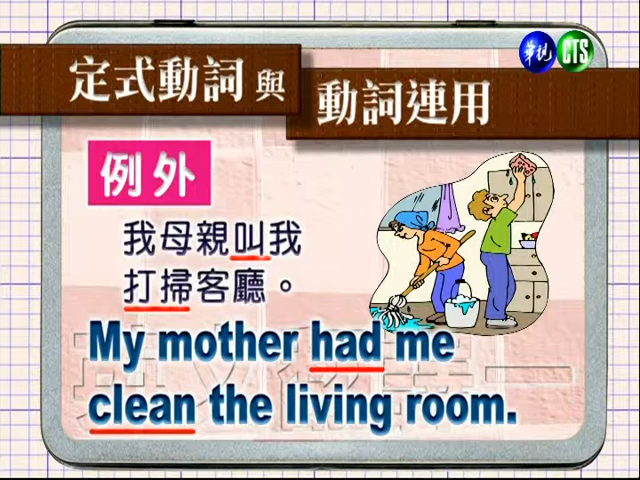 華視 CTS
定式動詞與
動詞連用
例外
我母親叫我
打掃客廳。
My mother had me
clean the living room.